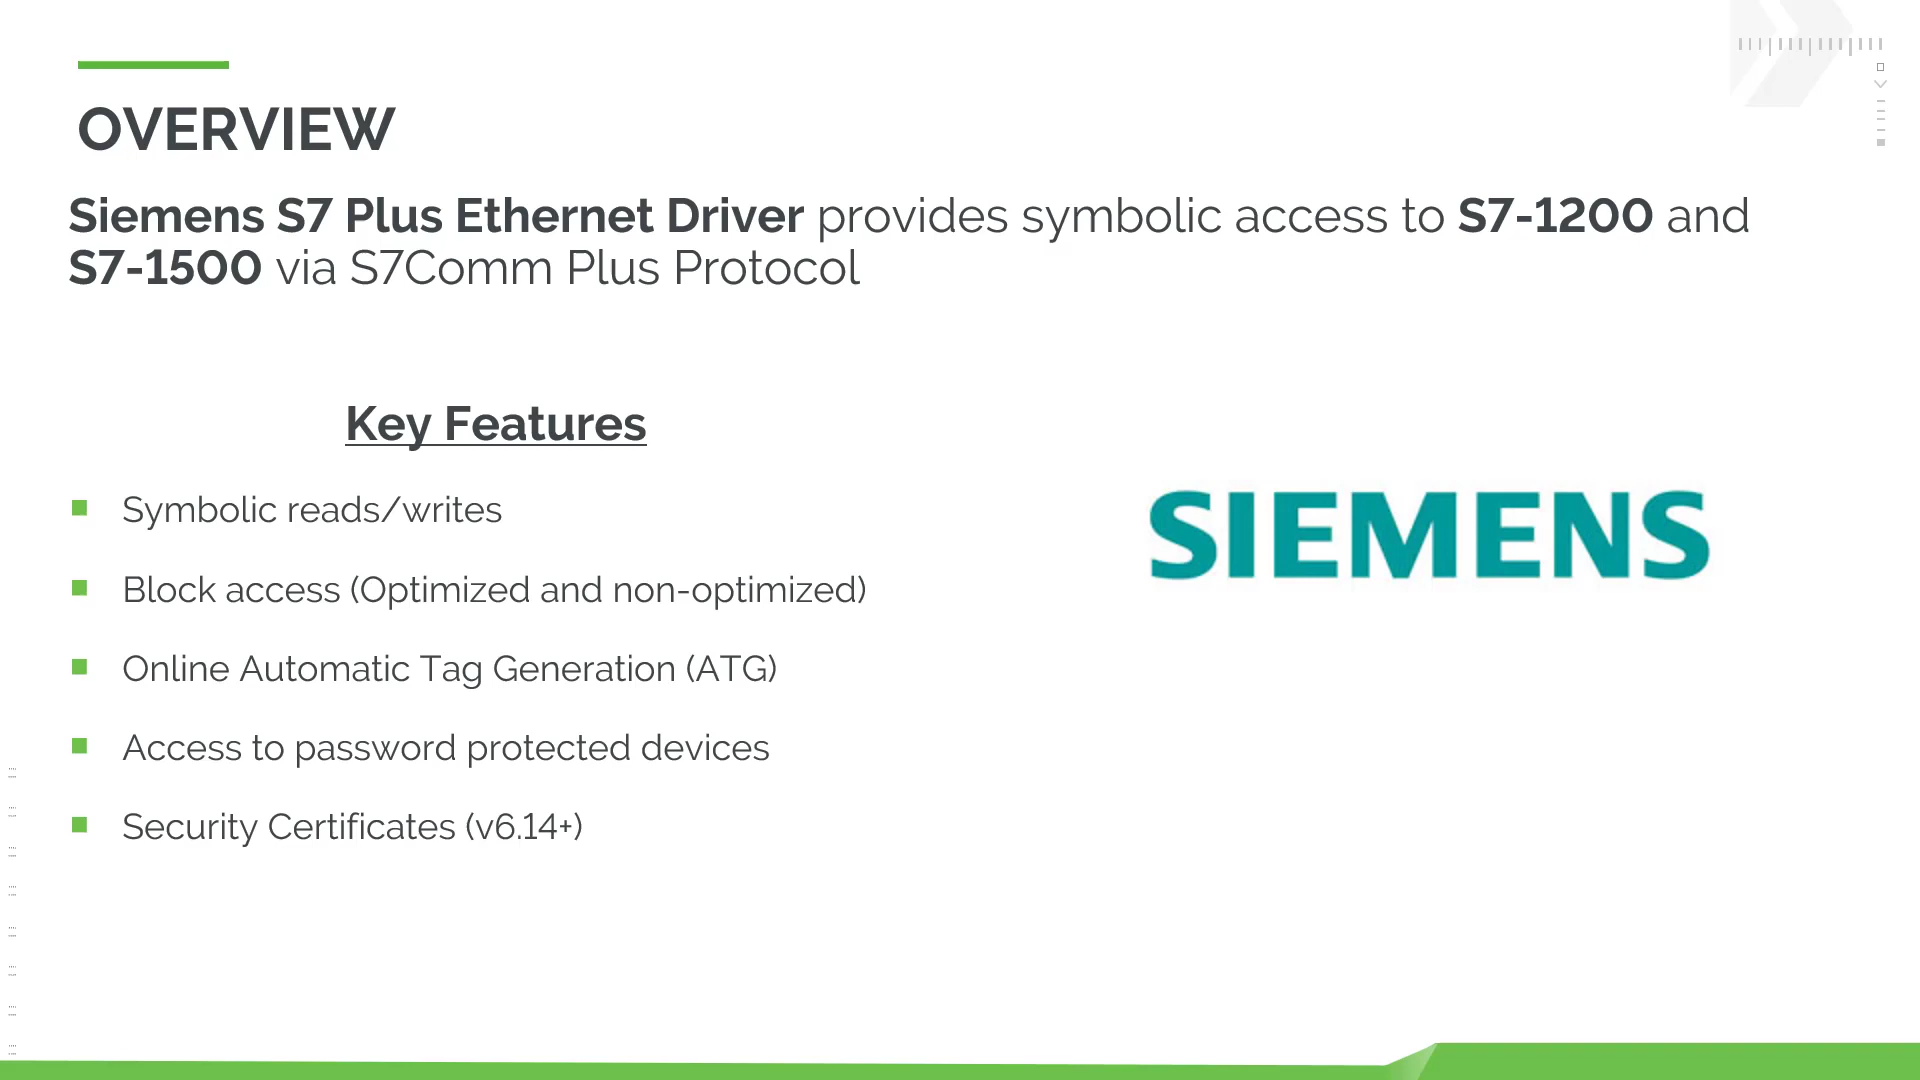 OVERVIEW
Siemens S7 Plus Ethernet Driver provides symbolic access to S7-1200 and
S7-1500 via S7Comm Plus Protocol
Key Features
Symbolic reads/writes
Block access (Optimized and non-optimized)
Online Automatic Tag Generation (ATG)
Access to password protected devices
Security Certificates (v6.14+)
SIEMENS